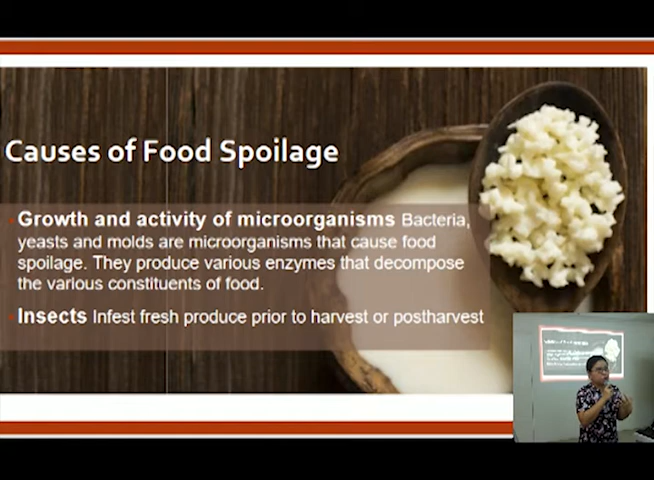 Causes of Food Spoilage
Growth and activity of microorganisms Bacteria,
yeasts and molds are microorganisms that cause food
spoilage. They produce various enzymes that decompose
the various constituents of food.
Insects Infest fresh produce prior to harvest or postharvest